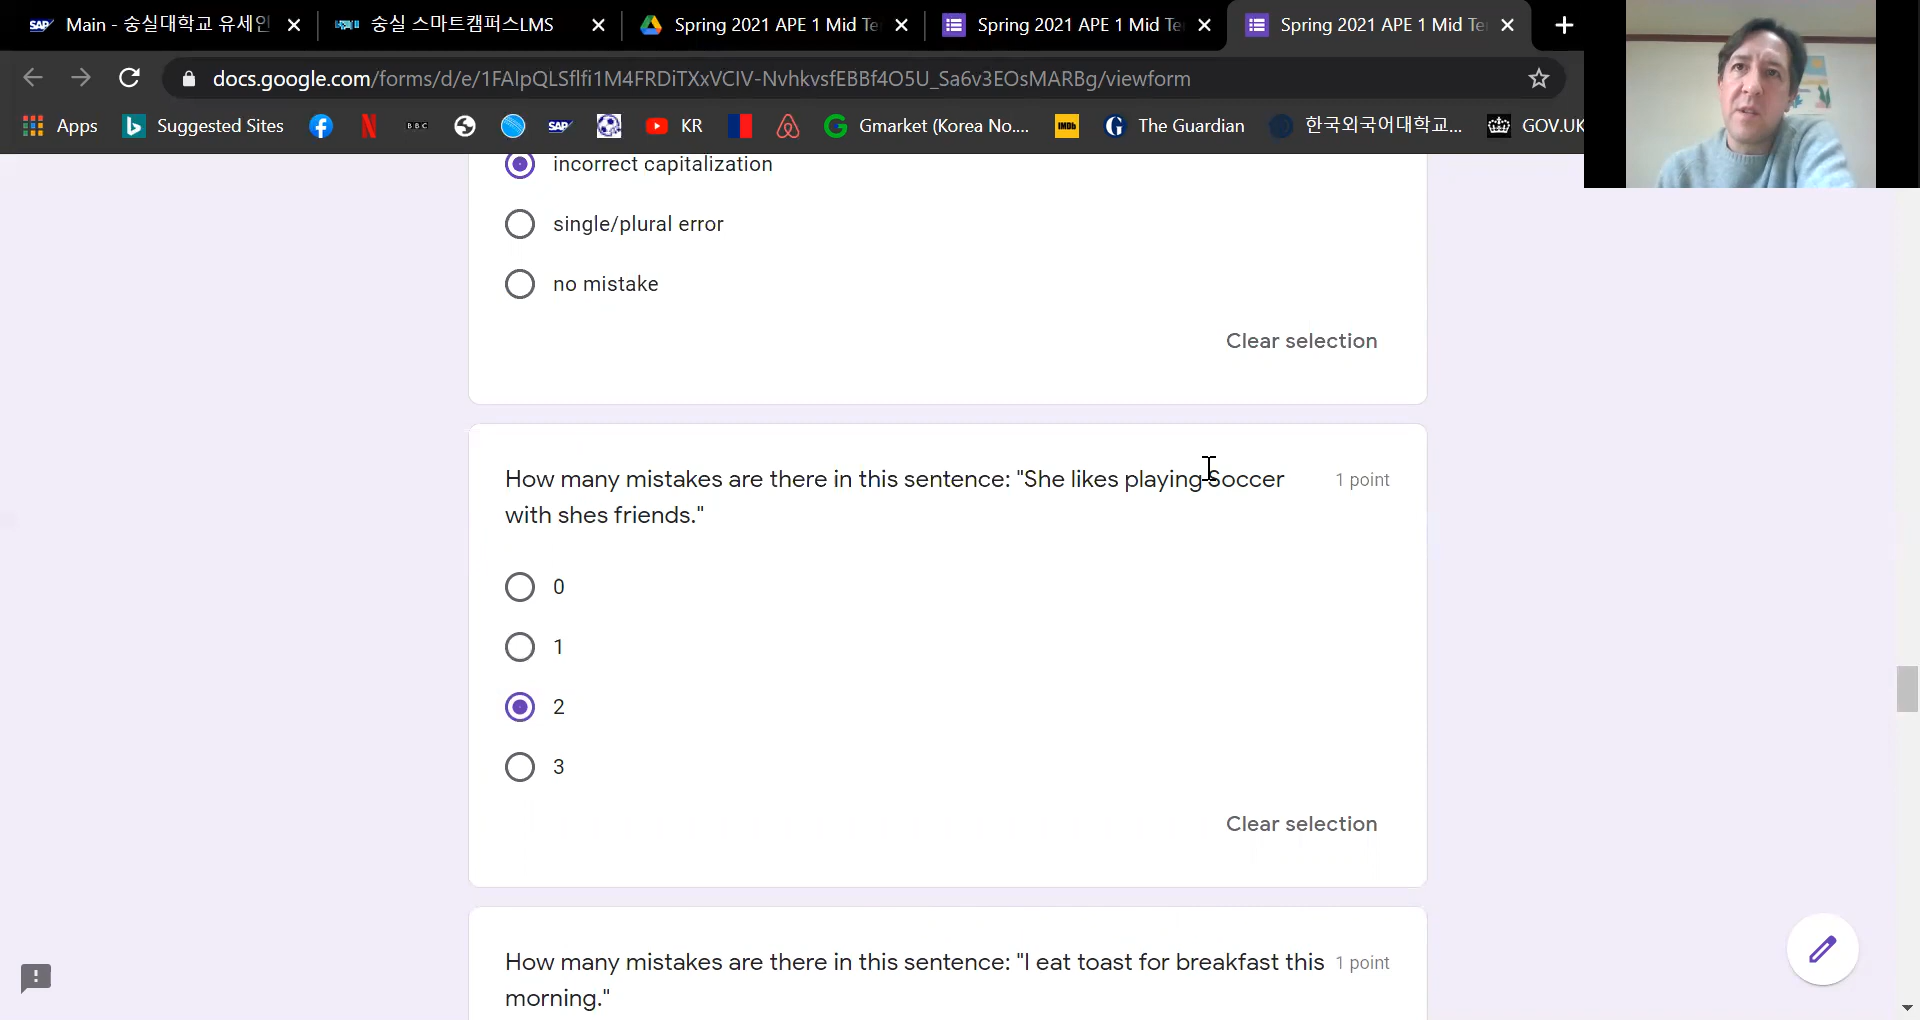 Main - 숭실대학교 유세인
숭실 스마트캠퍼스LMS
Spring 2021 APE 1 Mid Te
Spring 2021 APE 1 Mid Te
Spring 2021 APE 1 Mid Te
docs.google.com/forms/d/e/1FAIpQLSflfi1M4FRDiTXxVCIV-NvhkvsfEBBf4O5U_Sa6v3EOsMARBg/viewform
Apps
Suggested Sites
BBC
SAP
KR
Gmarket (Korea No....
IMDb
The Guardian
한국외국어대학교...
GOV.UK
incorrect capitalization
single/plural error
no mistake
Clear selection
How many mistakes are there in this sentence: "She likes playing Soccer
1 point
with shes friends."
0
1
2
3
Clear selection
How many mistakes are there in this sentence: "I eat toast for breakfast this
1 point
morning."